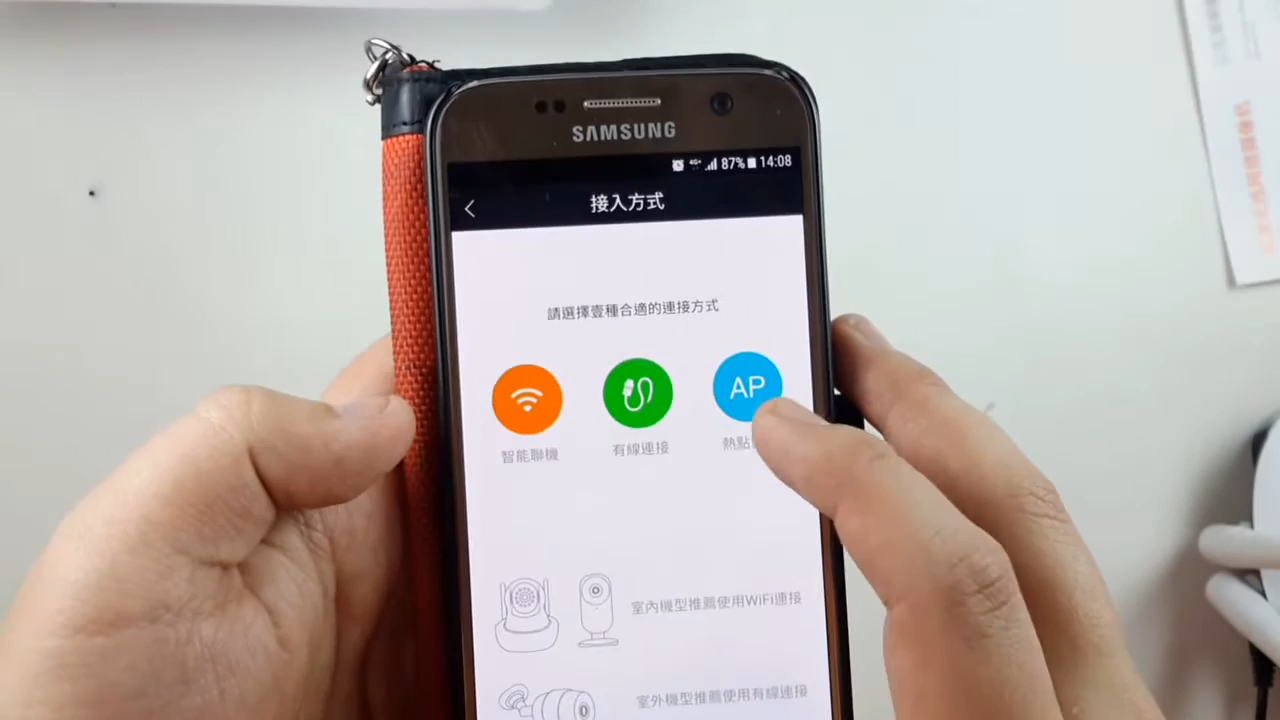 SAMSUNG
4G+ 87% 14:08
接入方式
請選擇壹種合適的連接方式
AP
智能聯機 有線連接 熱點
室內機型推薦使用WiFi連接
室外機型推薦使用有線連接